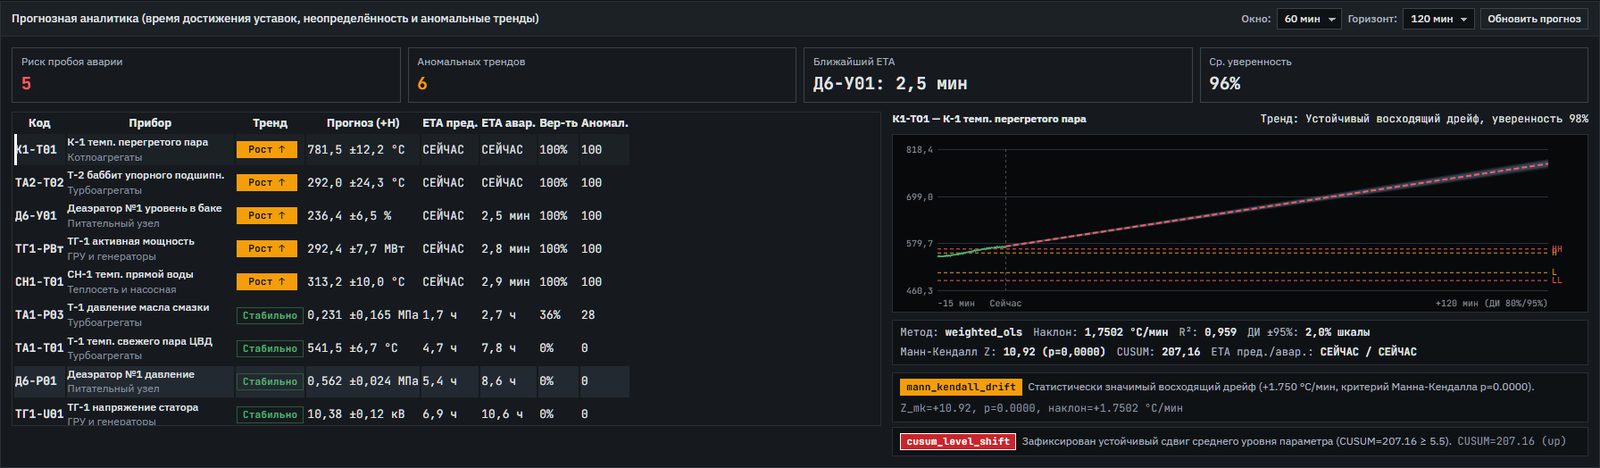 Прогнозная аналитика (время достижения уставок, неопределённость и аномальные тренды)
Окно: 60 мин Горизонт: 120 мин Обновить прогноз
Риск пробоя аварии
5
Аномальных трендов
6
Ближайший ETA
Д6-У01: 2,5 мин
Ср. уверенность
96%
Код Прибор Тренд Прогноз (+H) ETA пред. ETA авар. Вер-ть Аномал.
К1-Т01 К-1 темп. перегретого пара Рост ↑ 781,5 ±12,2 °C СЕЙЧАС СЕЙЧАС 100% 100
Котлоагрегаты
ТА2-Т02 Т-2 баббит упорного подшипн. Рост ↑ 292,0 ±24,3 °C СЕЙЧАС СЕЙЧАС 100% 100
Турбоагрегаты
Д6-У01 Деаэратор №1 уровень в баке Рост ↑ 236,4 ±6,5 % СЕЙЧАС 2,5 мин 100% 100
Питательный узел
ТГ1-РВт ТГ-1 активная мощность Рост ↑ 292,4 ±7,7 МВт СЕЙЧАС 2,8 мин 100% 100
ГРУ и генераторы
СН1-Т01 СН-1 темп. прямой воды Рост ↑ 313,2 ±10,0 °C СЕЙЧАС 2,9 мин 100% 100
Теплосеть и насосная
ТА1-Р03 Т-1 давление масла смазки Стабильно 0,231 ±0,165 МПа 1,7 ч 2,7 ч 36% 28
Турбоагрегаты
ТА1-Т01 Т-1 темп. свежего пара ЦВД Стабильно 541,5 ±6,7 °C 4,7 ч 7,8 ч 0% 0
Турбоагрегаты
Д6-Р01 Деаэратор №1 давление Стабильно 0,562 ±0,024 МПа 5,4 ч 8,6 ч 0% 0
Питательный узел
ТГ1-U01 ТГ-1 напряжение статора Стабильно 10,38 ±0,12 кВ 6,9 ч 10,6 ч 0% 0
ГРУ и генераторы
К1-Т01 — К-1 темп. перегретого пара Тренд: Устойчивый восходящий дрейф, уверенность 98%
818,4
699,0
579,7
HH
H
L
LL
460,3
-15 мин Сейчас +120 мин (ДИ 80%/95%)
Метод: weighted_ols Наклон: 1,7502 °C/мин R²: 0,959 ДИ ±95%: 2,0% шкалы
Манн-Кендалл Z: 10,92 (p=0,0000) CUSUM: 207,16 ETA пред./авар.: СЕЙЧАС / СЕЙЧАС
mann_kendall_drift Статистически значимый восходящий дрейф (+1.750 °C/мин, критерий Манна-Кендалла p=0.0000).
Z_mk=+10.92, p=0.0000, наклон=+1.7502 °C/мин
cusum_level_shift Зафиксирован устойчивый сдвиг среднего уровня параметра (CUSUM=207.16 ≥ 5.5). CUSUM=207.16 (up)